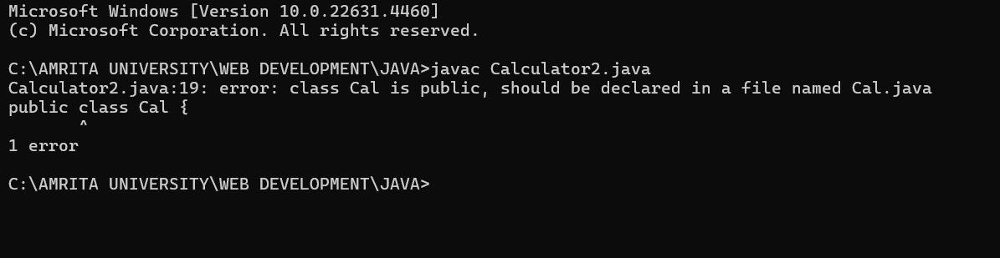 Microsoft Windows [Version 10.0.22631.4460]
(c) Microsoft Corporation. All rights reserved.
C:\AMRITA UNIVERSITY\WEB DEVELOPMENT\JAVA>javac Calculator2.java
Calculator2.java:19: error: class Cal is public, should be declared in a file named Cal.java
public class Cal {
       ^
1 error
C:\AMRITA UNIVERSITY\WEB DEVELOPMENT\JAVA>